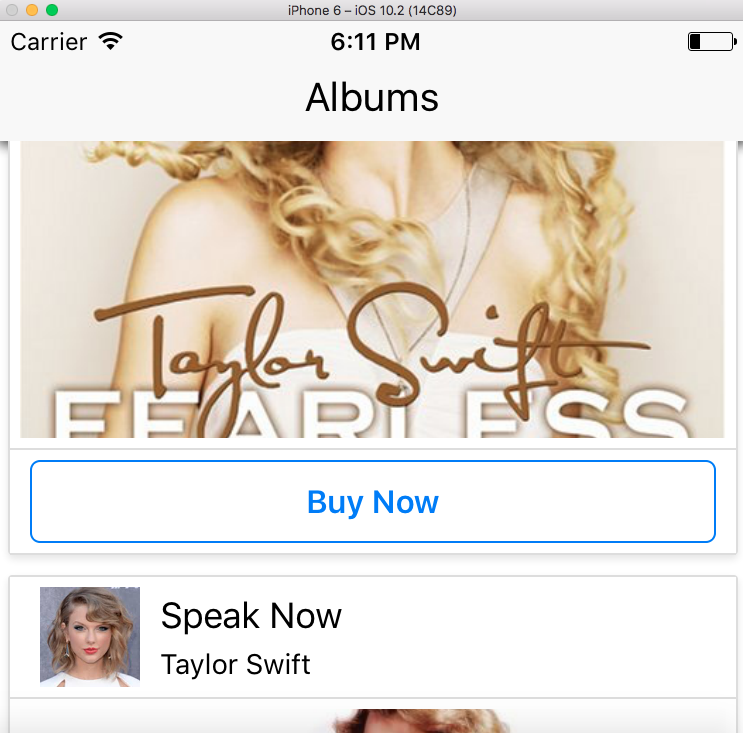 iPhone 6 – iOS 10.2 (14C89)
Carrier 6:11 PM
Albums
Taylor Swift
FEARLESS
Buy Now
Speak Now
Taylor Swift